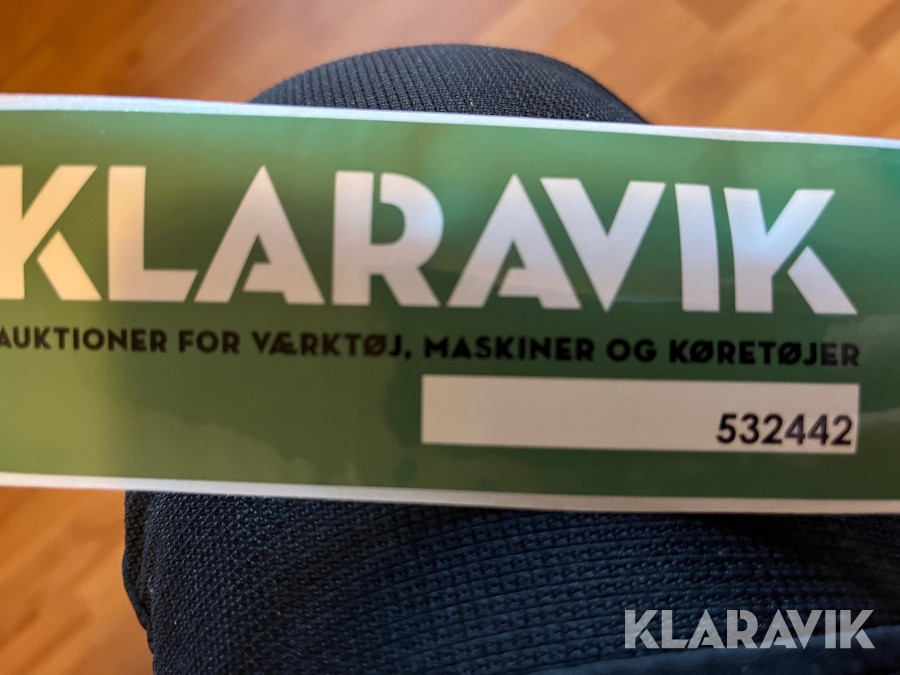 KLARAVIK
AUKTIONER FOR VÆRKTØJ, MASKINER OG KØRETØJER
532442
KLARAVIK